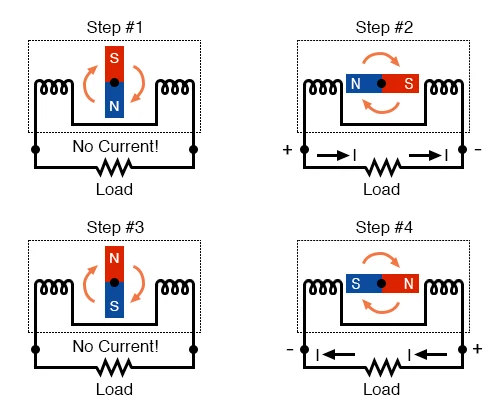 Step #1
S
N
No Current!
Load
Step #2
N S
+ I I -
Load
Step #3
N
S
No Current!
Load
Step #4
S N
- I I +
Load